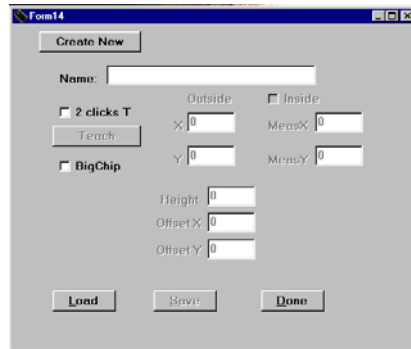 Form14
Create New
Name:
Outside Inside
2 clicks T
X 0 MeasX 0
Teach
Y 0 MeasY 0
BigChip
Height 0
Offset X 0
Offset Y 0
Load Save Done